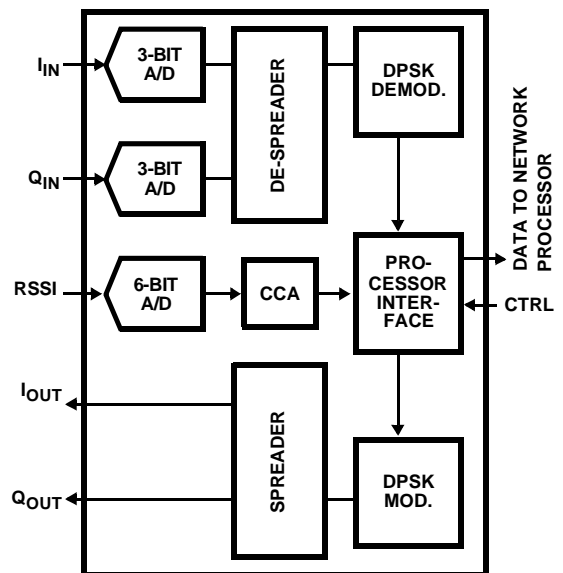 I_IN
3-BIT
A/D
DE-SPREADER
DPSK
DEMOD.
Q_IN
3-BIT
A/D
DATA TO NETWORK
PROCESSOR
RSSI
6-BIT
A/D
CCA
PRO-
CESSOR
INTER-
FACE
CTRL
I_OUT
SPREADER
Q_OUT
DPSK
MOD.